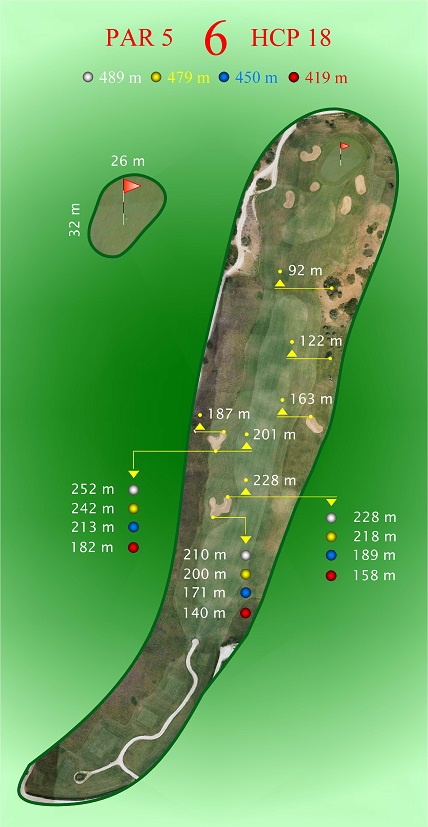 PAR 5 6 HCP 18
489 m 479 m 450 m 419 m
26 m
32 m
92 m
122 m
163 m
187 m
201 m
228 m
252 m
242 m
213 m
182 m
228 m
218 m
189 m
158 m
210 m
200 m
171 m
140 m